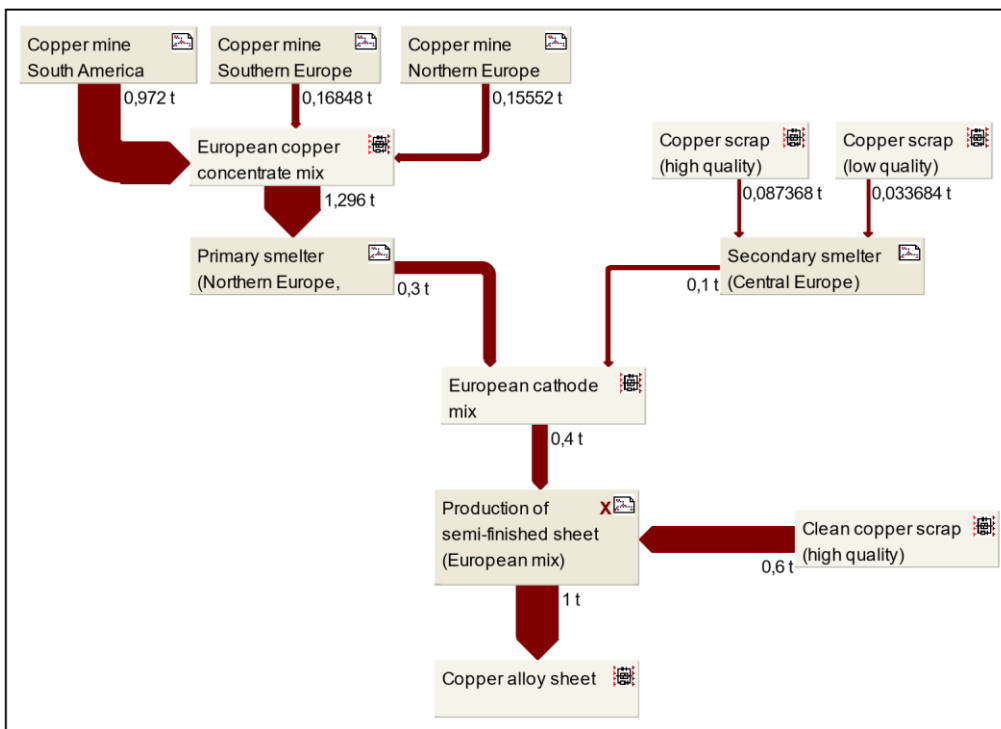 Copper mine
South America
Copper mine
Southern Europe
Copper mine
Northern Europe
0,972 t
0,16848 t
0,15552 t
European copper
concentrate mix
Copper scrap
(high quality)
Copper scrap
(low quality)
1,296 t
0,087368 t
0,033684 t
Primary smelter
(Northern Europe,
Secondary smelter
(Central Europe)
0,3 t
0,1 t
European cathode
mix
0,4 t
Production of
semi-finished sheet
(European mix)
X
Clean copper scrap
(high quality)
0,6 t
1 t
Copper alloy sheet